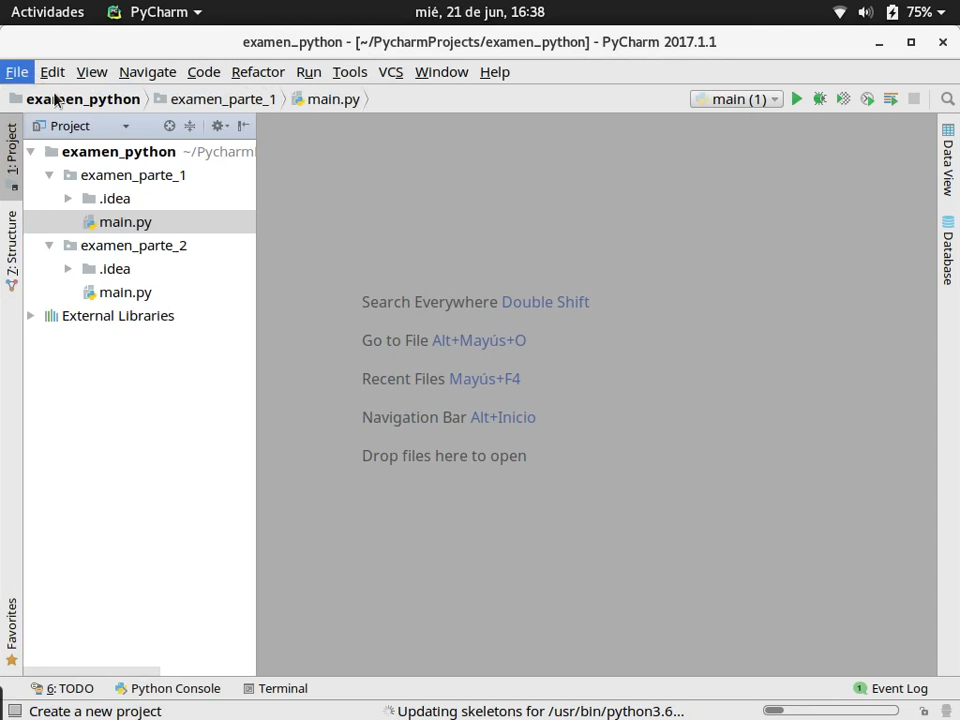 Actividades PyCharm mié, 21 de jun, 16:38 75%
examen_python - [~/PycharmProjects/examen_python] - PyCharm 2017.1.1
File Edit View Navigate Code Refactor Run Tools VCS Window Help
examen_python examen_parte_1 main.py main (1)
1: Project
Z: Structure
Favorites
Project
examen_python ~/Pycharm
examen_parte_1
.idea
main.py
examen_parte_2
.idea
main.py
External Libraries
Search Everywhere Double Shift
Go to File Alt+Mayús+O
Recent Files Mayús+F4
Navigation Bar Alt+Inicio
Drop files here to open
Data View
Database
6: TODO Python Console Terminal 1 Event Log
Create a new project Updating skeletons for /usr/bin/python3.6...